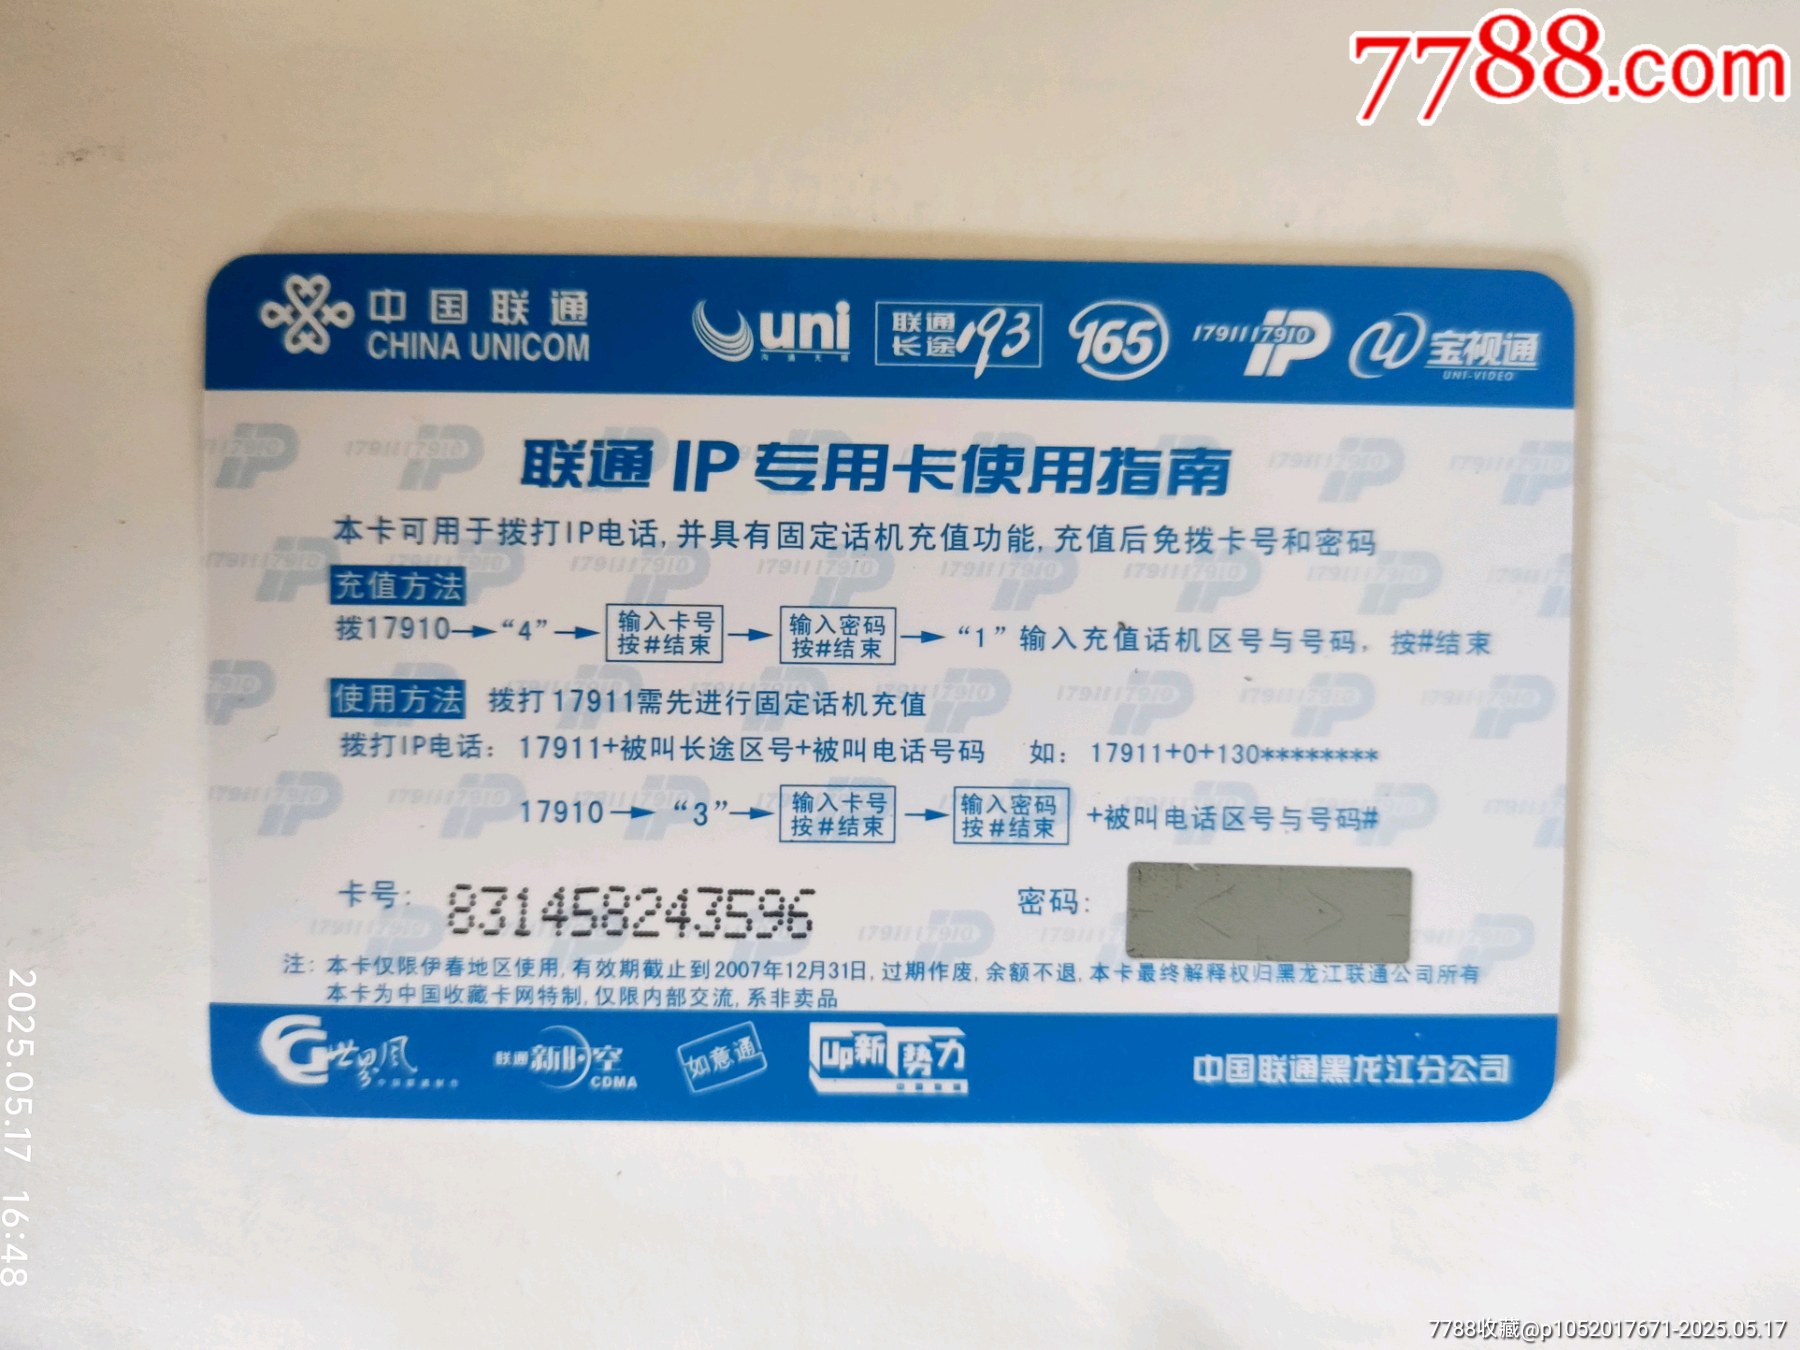 7788.com
中国联通
CHINA UNICOM
uni
联通
长途193
165
17911 17910 IP
宝视通
UNI-VIDEO
联通 IP 专用卡使用指南
本卡可用于拨打IP电话,并具有固定话机充值功能,充值后免拨卡号和密码
充值方法
拨17910→“4”→ 输入卡号 按#结束 → 输入密码 按#结束 → “1”输入充值话机区号与号码，按#结束
使用方法 拨打17911需先进行固定话机充值
拨打IP电话： 17911+被叫长途区号+被叫电话号码 如： 17911+0+130********
17910→ “3”→ 输入卡号 按#结束 → 输入密码 按#结束 +被叫电话区号与号码#
卡号： 831458243596 密码：
注：本卡仅限伊春地区使用,有效期截止到2007年12月31日,过期作废,余额不退,本卡最终解释权归黑龙江联通公司所有
本卡为中国收藏卡网特制,仅限内部交流,系非卖品
世界风
联通新时空
CDMA
如意通
Up新势力
中国联通黑龙江分公司
2025.05.17 16:48
7788收藏@p1052017671-2025.05.17